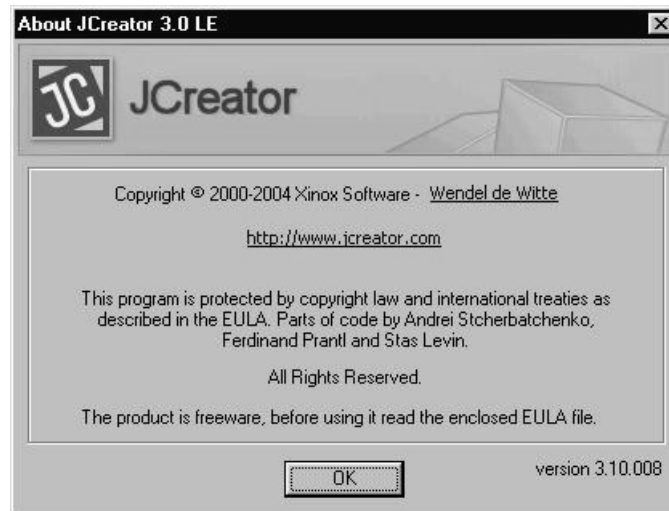 About JCreator 3.0 LE
JC JCreator
Copyright © 2000-2004 Xinox Software - Wendel de Witte
http://www.jcreator.com
This program is protected by copyright law and international treaties as
described in the EULA. Parts of code by Andrei Stcherbatchenko,
Ferdinand Prantl and Stas Levin.
All Rights Reserved.
The product is freeware, before using it read the enclosed EULA file.
OK
version 3.10.008